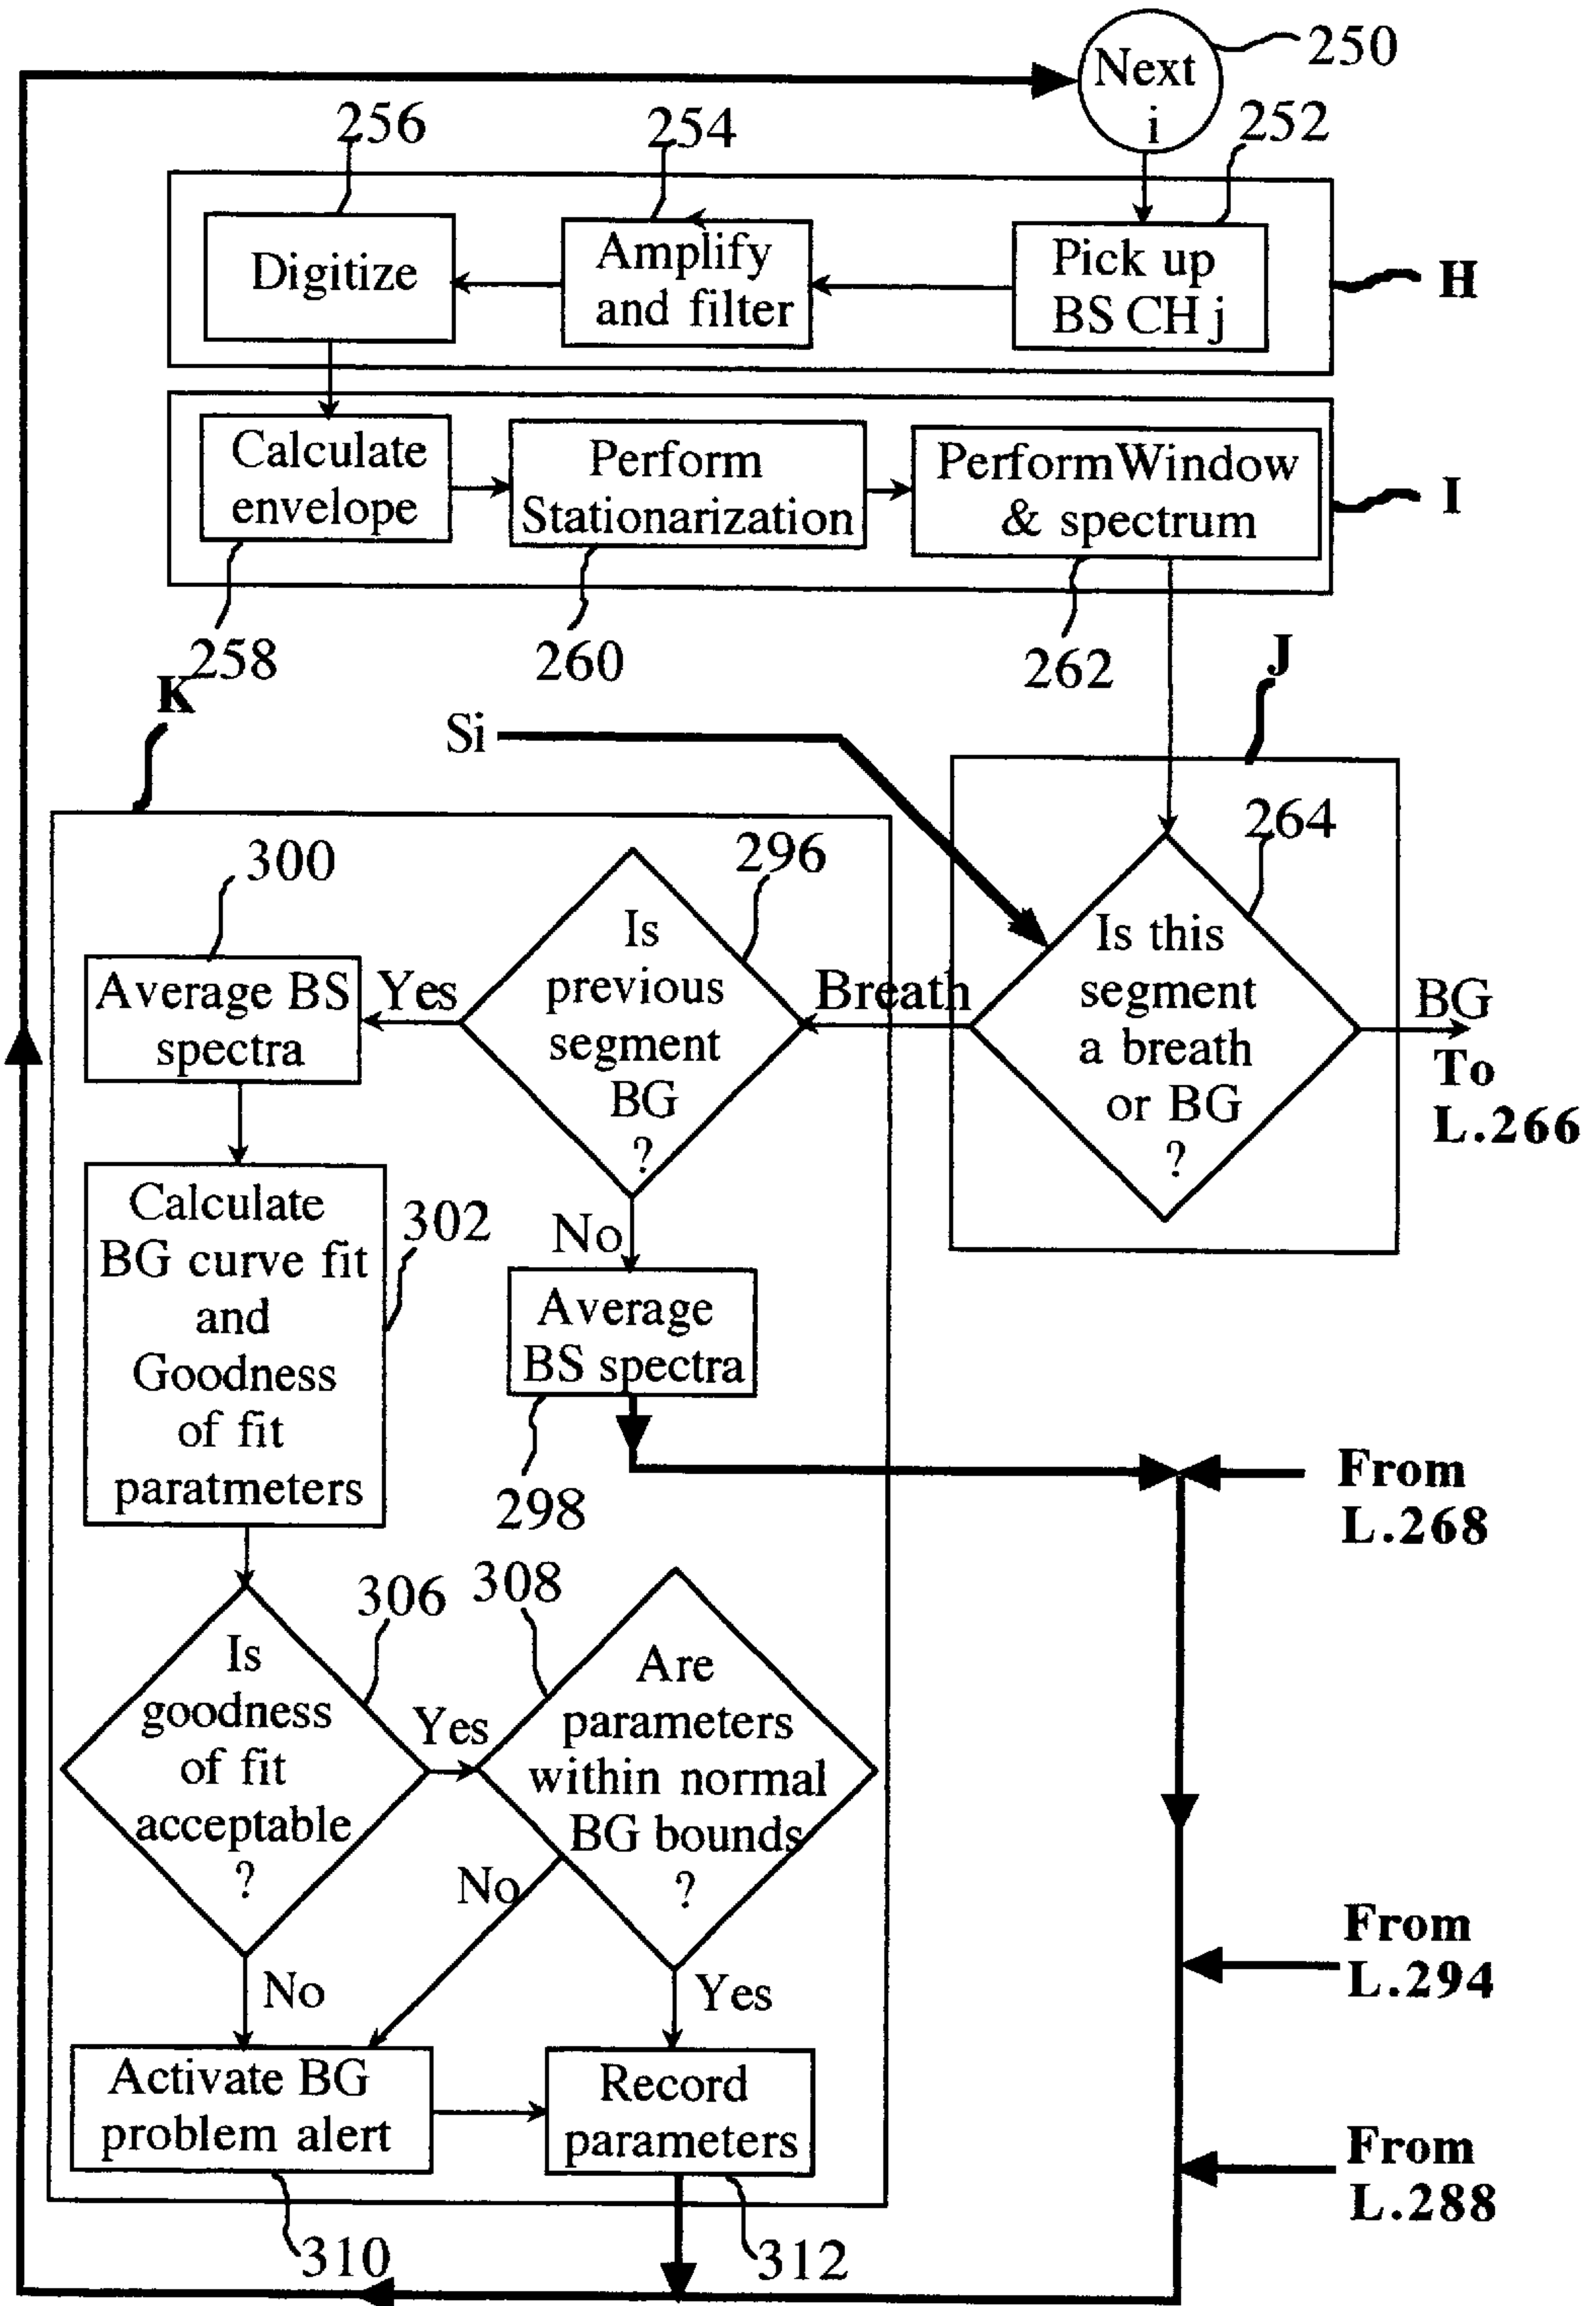 Next
i
250
256
254
252
Digitize
Amplify
and filter
Pick up
BS CH j
H
Calculate
envelope
Perform
Stationarization
Perform Window
& spectrum
I
258
260
262
J
K
Si
264
300
296
Is
previous
segment
BG
?
Is this
segment
a breath
or BG
?
Average BS
spectra
Yes
Breath
BG
To
L.266
Calculate
BG curve fit
and
Goodness
of fit
paratmeters
302
No
Average
BS spectra
298
From
L.268
306
308
Is
goodness
of fit
acceptable
?
Yes
Are
parameters
within normal
BG bounds
?
No
No
Yes
From
L.294
Activate BG
problem alert
Record
parameters
From
L.288
310
312